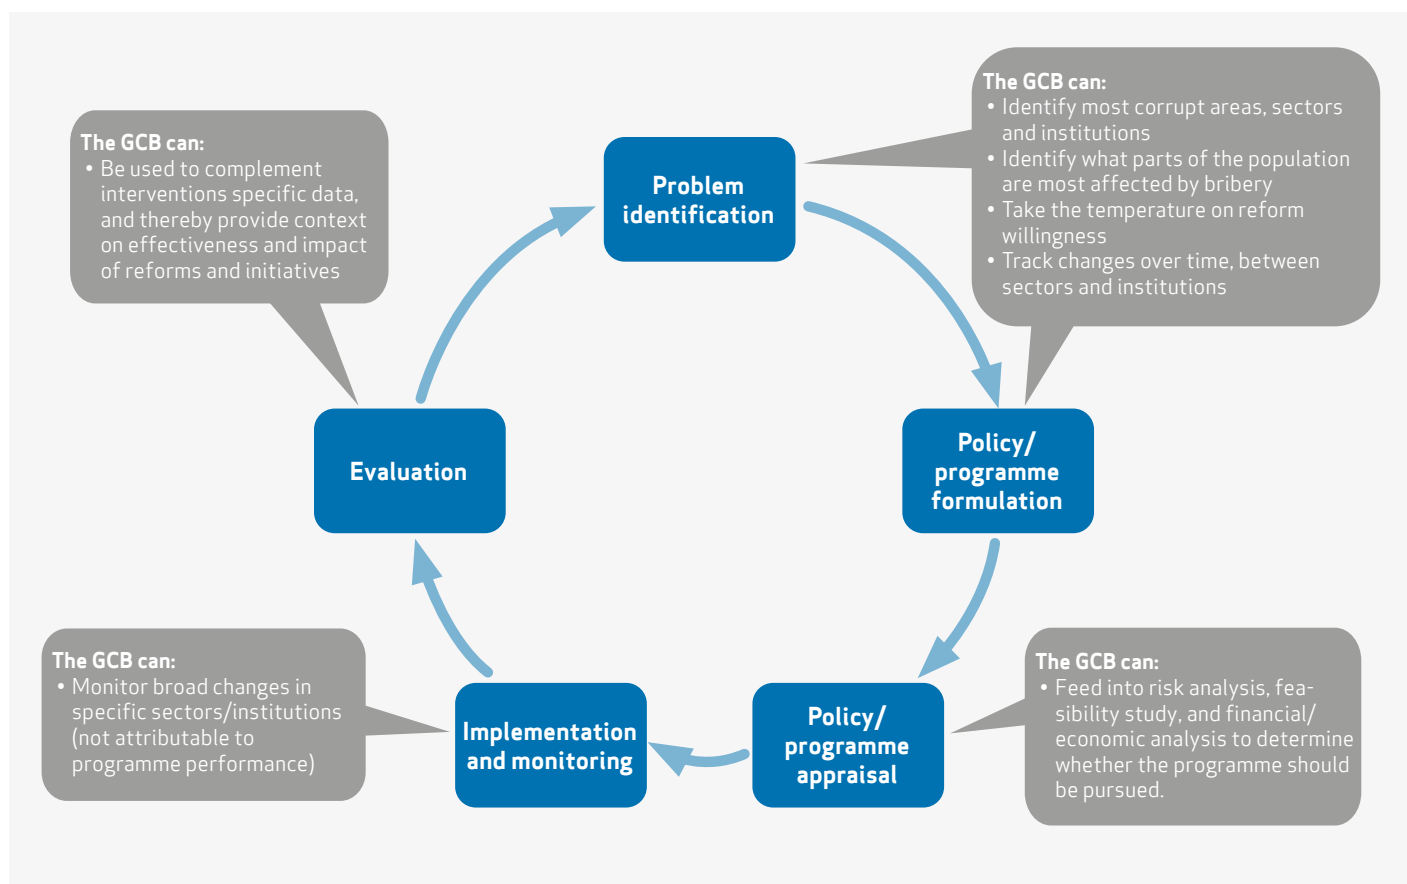 The GCB can:
• Identify most corrupt areas, sectors
and institutions
• Identify what parts of the population
are most affected by bribery
• Take the temperature on reform
willingness
• Track changes over time, between
sectors and institutions
The GCB can:
• Be used to complement
interventions specific data,
and thereby provide context
on effectiveness and impact
of reforms and initiatives
Problem
identification
Evaluation
Policy/
programme
formulation
The GCB can:
• Monitor broad changes in
specific sectors/institutions
(not attributable to
programme performance)
Implementation
and monitoring
Policy/
programme
appraisal
The GCB can:
• Feed into risk analysis, fea-
sibility study, and financial/
economic analysis to determine
whether the programme should
be pursued.